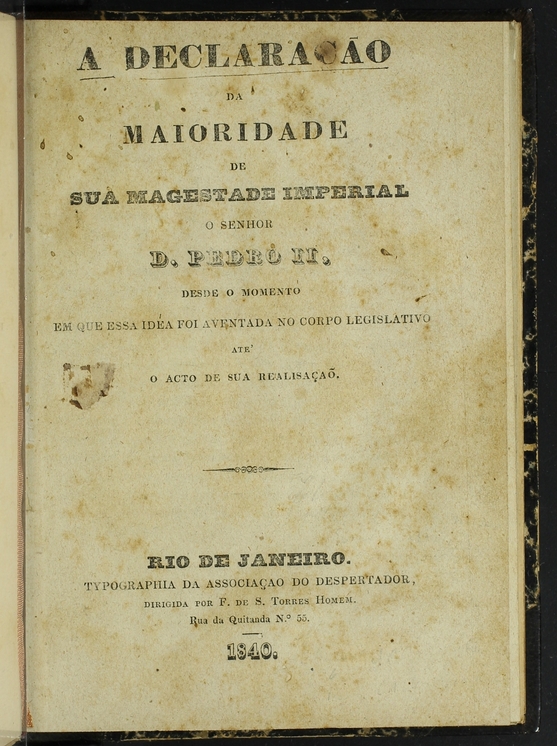 A DECLARAÇÃO
DA
MAIORIDADE
DE
SUA MAGESTADE IMPERIAL
O SENHOR
D. PEDRO II,
DESDE O MOMENTO
EM QUE ESSA IDÉA FOI AVENTADA NO CORPO LEGISLATIVO
ATE'
O ACTO DE SUA REALISAÇAÕ.
RIO DE JANEIRO.
TYPOGRAPHIA DA ASSOCIAÇAO DO DESPERTADOR,
DIRIGIDA POR F. DE S. TORRES HOMEM.
Rua da Quitanda N.º 55.
1840.